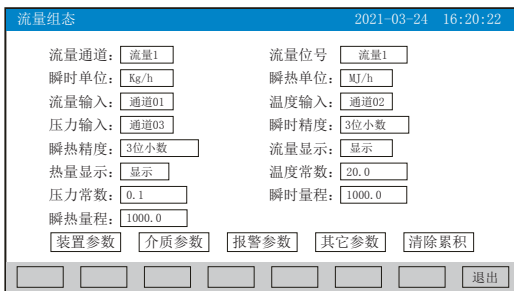 流量组态 2021-03-24 16:20:22
流量通道: 流量1 流量位号 流量1
瞬时单位: Kg/h 瞬热单位: MJ/h
流量输入: 通道01 温度输入: 通道02
压力输入: 通道03 瞬时精度: 3位小数
瞬热精度: 3位小数 流量显示: 显示
热量显示: 显示 温度常数: 20.0
压力常数: 0.1 瞬时量程: 1000.0
瞬热量程: 1000.0
装置参数 介质参数 报警参数 其它参数 清除累积
退出